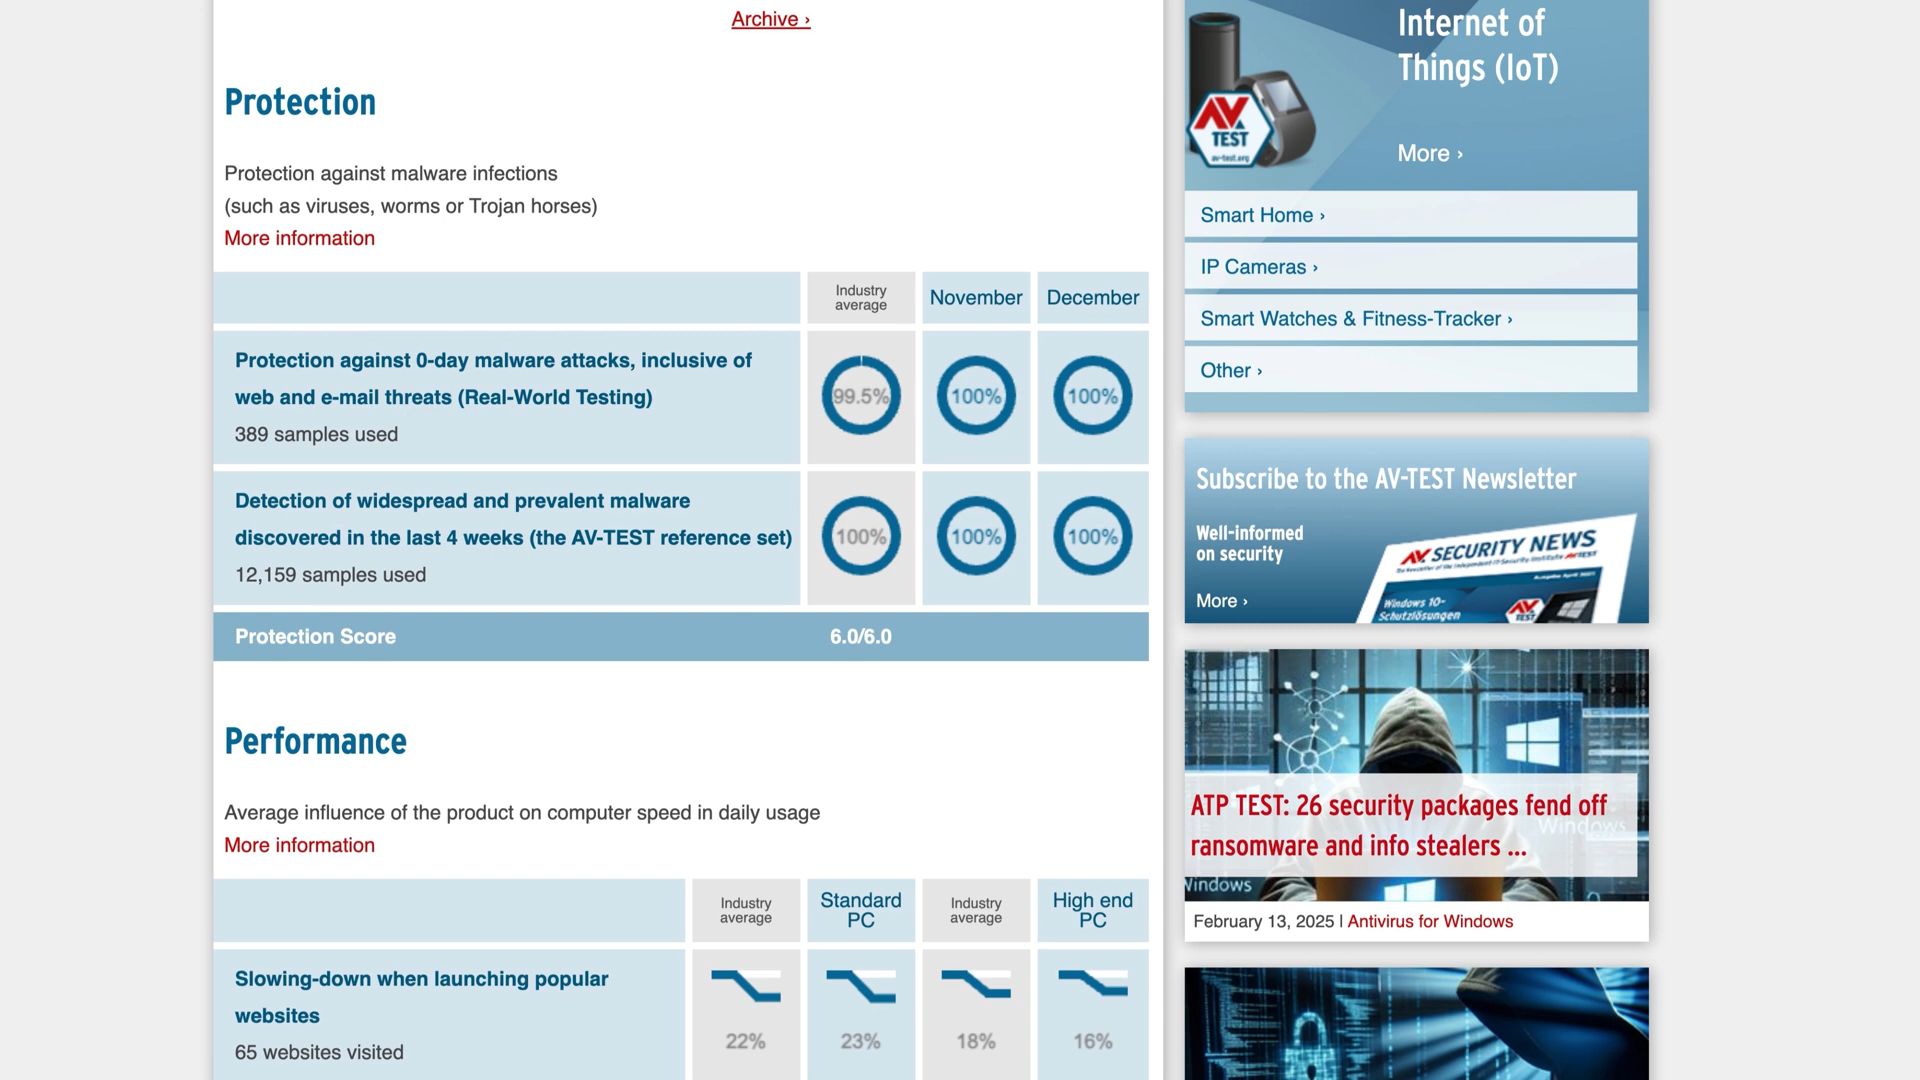 Archive ›
Protection
Protection against malware infections
(such as viruses, worms or Trojan horses)
More information
Industry
average
November
December
Protection against 0-day malware attacks, inclusive of
web and e-mail threats (Real-World Testing)
389 samples used
99.5%
100%
100%
Detection of widespread and prevalent malware
discovered in the last 4 weeks (the AV-TEST reference set)
12,159 samples used
100%
100%
100%
Protection Score
6.0/6.0
Performance
Average influence of the product on computer speed in daily usage
More information
Industry
average
Standard
PC
Industry
average
High end
PC
Slowing-down when launching popular
websites
65 websites visited
22%
23%
18%
16%
Internet of
Things (IoT)
AV
TEST
av-test.org
More ›
Smart Home ›
IP Cameras ›
Smart Watches & Fitness-Tracker ›
Other ›
Subscribe to the AV-TEST Newsletter
Well-informed
on security
More ›
AV SECURITY NEWS
Windows 10-
Schutzlösungen
AV
TEST
ATP TEST: 26 security packages fend off
ransomware and info stealers ...
Windows
Windows
February 13, 2025 I Antivirus for Windows